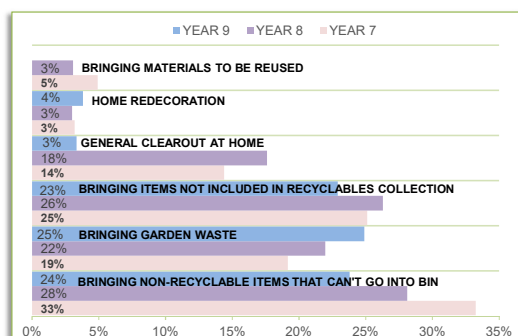 YEAR 9 YEAR 8 YEAR 7
3% BRINGING MATERIALS TO BE REUSED
5%
4% HOME REDECORATION
3%
3%
3% GENERAL CLEAROUT AT HOME
18%
14%
23% BRINGING ITEMS NOT INCLUDED IN RECYCLABLES COLLECTION
26%
25%
25% BRINGING GARDEN WASTE
22%
19%
24% BRINGING NON-RECYCLABLE ITEMS THAT CAN'T GO INTO BIN
28%
33%
0% 5% 10% 15% 20% 25% 30% 35%